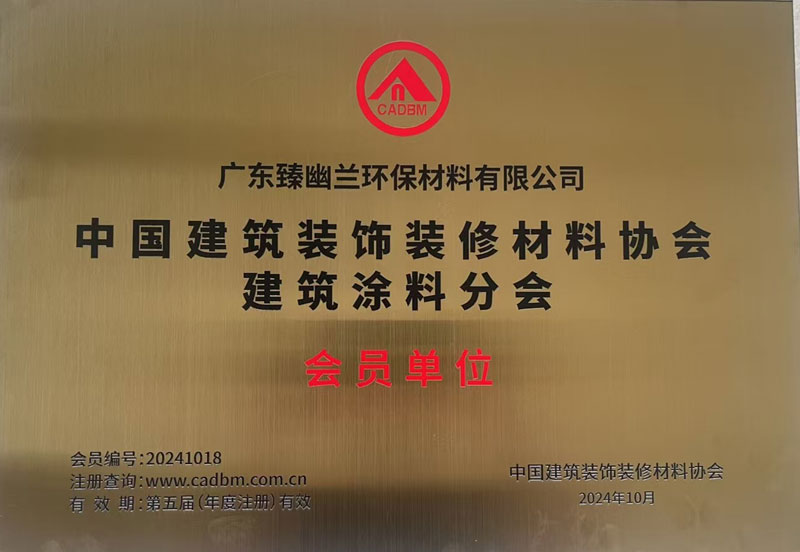 CADBM
广东臻幽兰环保材料有限公司
中国建筑装饰装修材料协会
建筑涂料分会
会员单位
会员编号：20241018
注册查询：www.cadbm.com.cn
有效期：第五届（年度注册）有效
中国建筑装饰装修材料协会
2024年10月